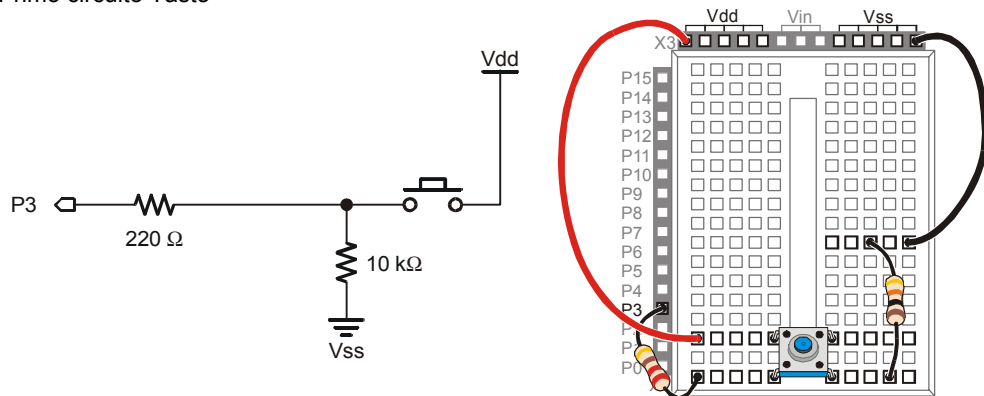 Vdd
P3
220 Ω
10 kΩ
Vss
Vdd Vin Vss
X3
P15
P14
P13
P12
P11
P10
P9
P8
P7
P6
P5
P4
P3
P0